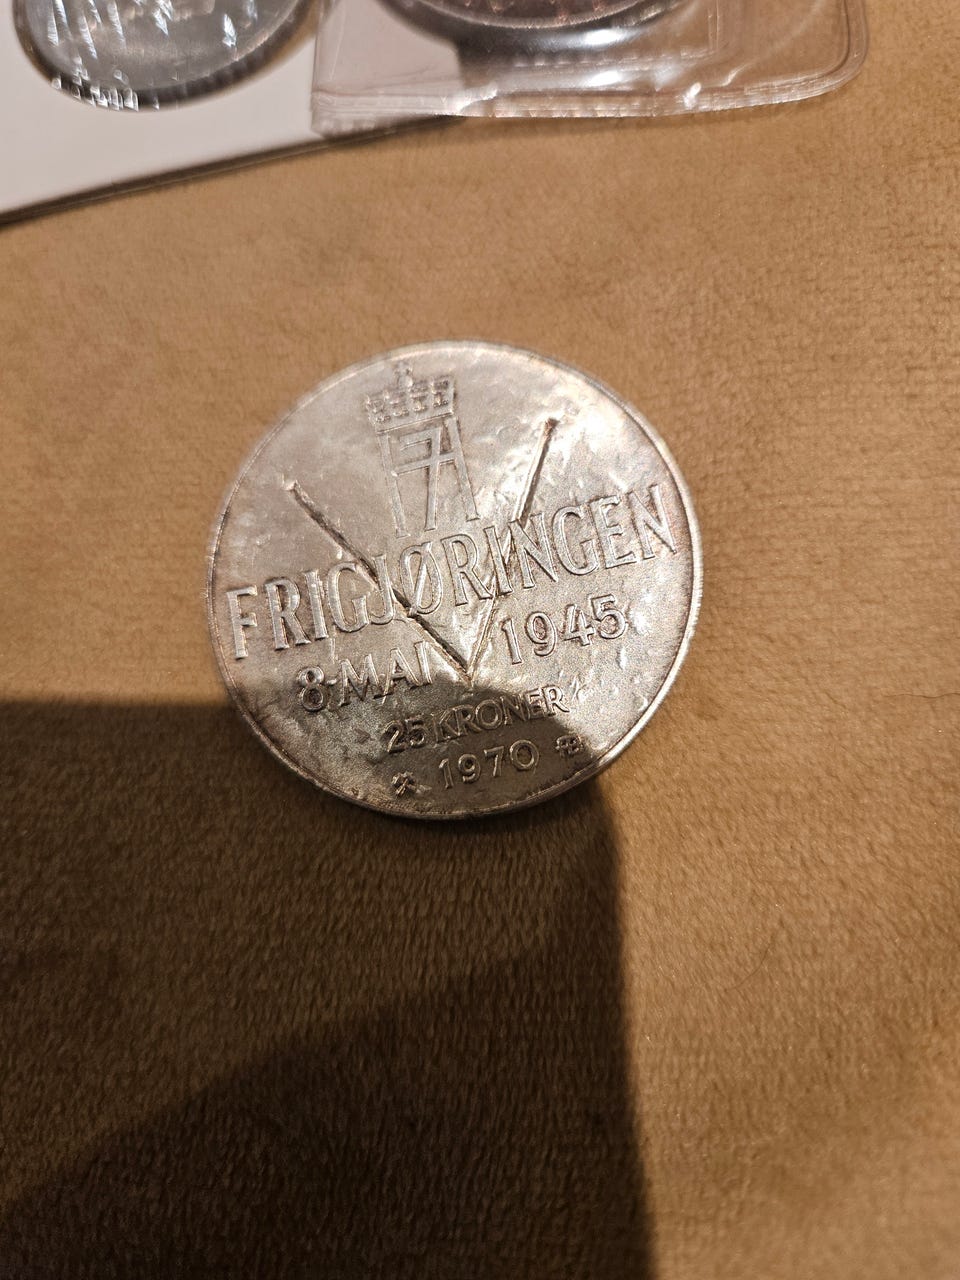 FRIGJØRINGEN
8·MAI 1945
25 KRONER
1970